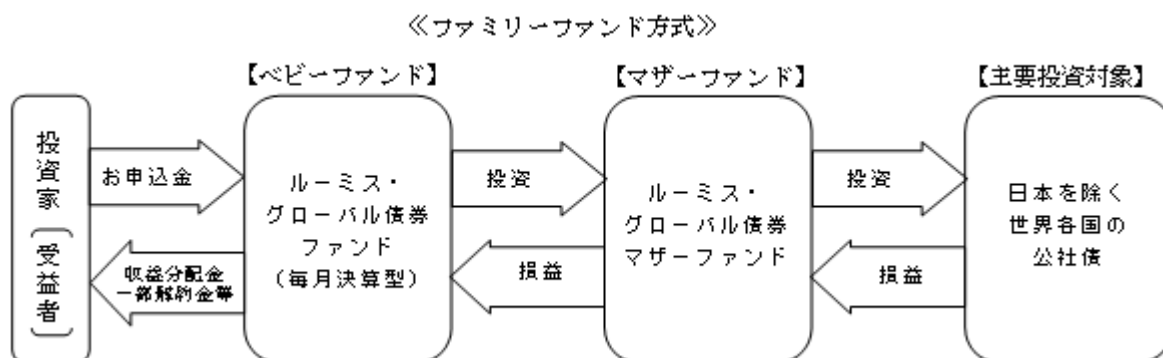 ≪ファミリーファンド方式≫
【ベビーファンド】
【マザーファンド】
【主要投資対象】
投資家
(受益者)
お申込金
収益分配金
一部解約金等
ルーミス・
グローバル債券
ファンド
(毎月決算型)
投資
損益
ルーミス・
グローバル債券
マザーファンド
投資
損益
日本を除く
世界各国の
公社債